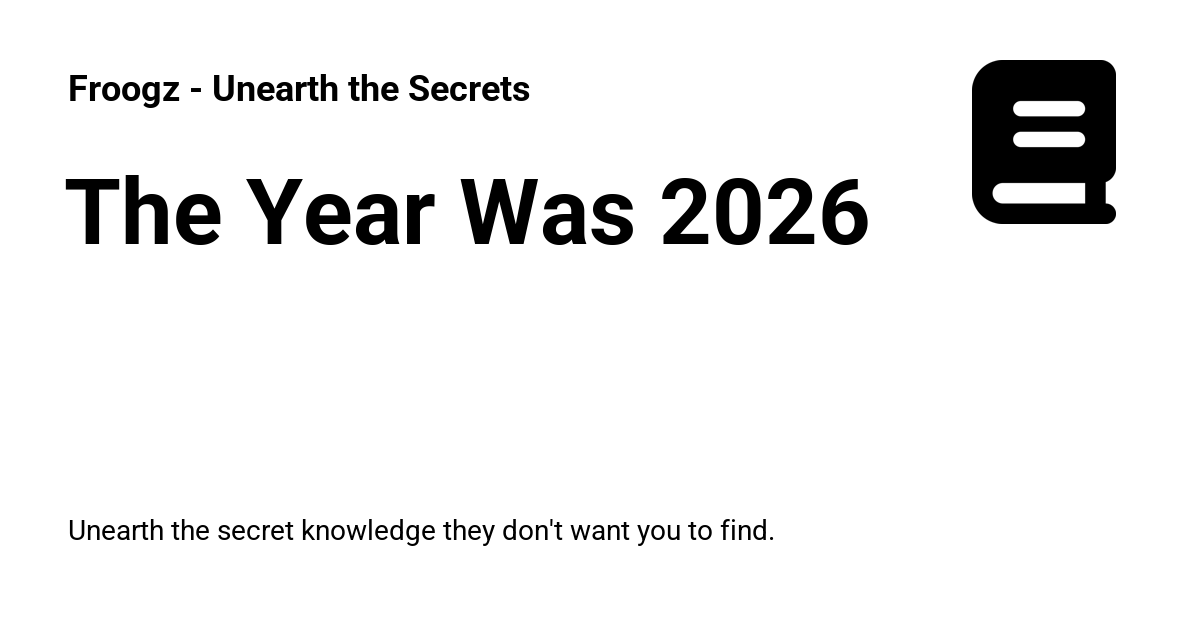 Froogz - Unearth the Secrets
The Year Was 2026
Unearth the secret knowledge they don't want you to find.